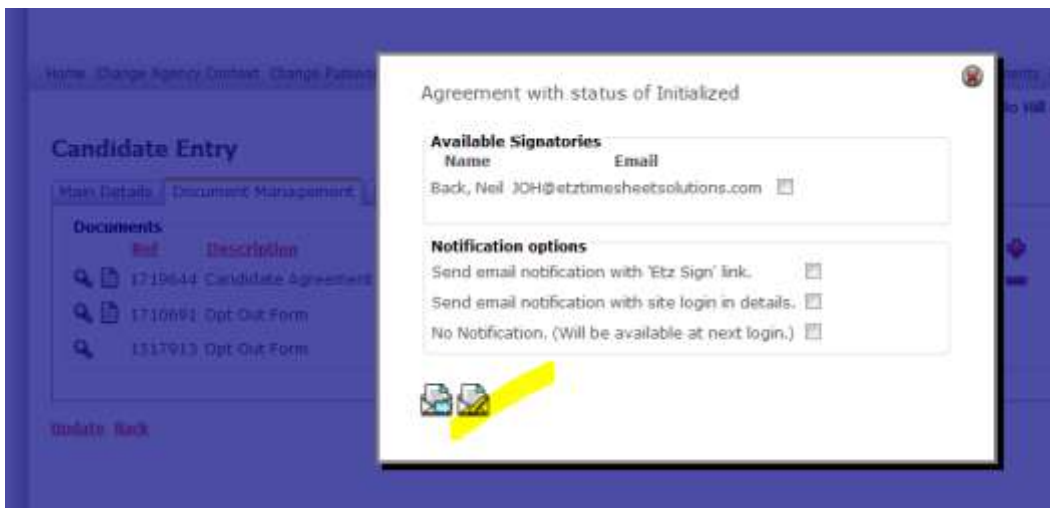 Home Change Agency Context Change Password
Agreement with status of Initialized
Available Signatories
Name Email
Back, Neil JOH@etztimesheetsolutions.com
Notification options
Send email notification with 'Etz Sign' link.
Send email notification with site login in details.
No Notification. (Will be available at next login.)
Candidate Entry
Main Details Document Management
Documents
Ref Description
1719644 Candidate Agreement
1710691 Opt Out Form
1317913 Opt Out Form
Update Back